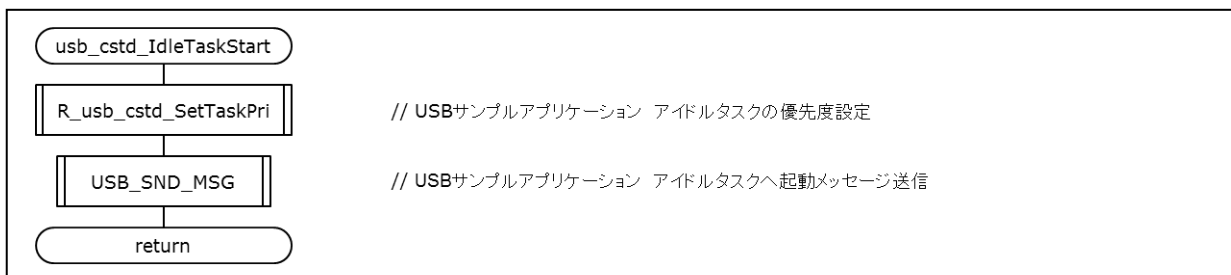 usb_cstd_IdleTaskStart
R_usb_cstd_SetTaskPri // USBサンプルアプリケーション アイドルタスクの優先度設定
USB_SND_MSG // USBサンプルアプリケーション アイドルタスクへ起動メッセージ送信
return